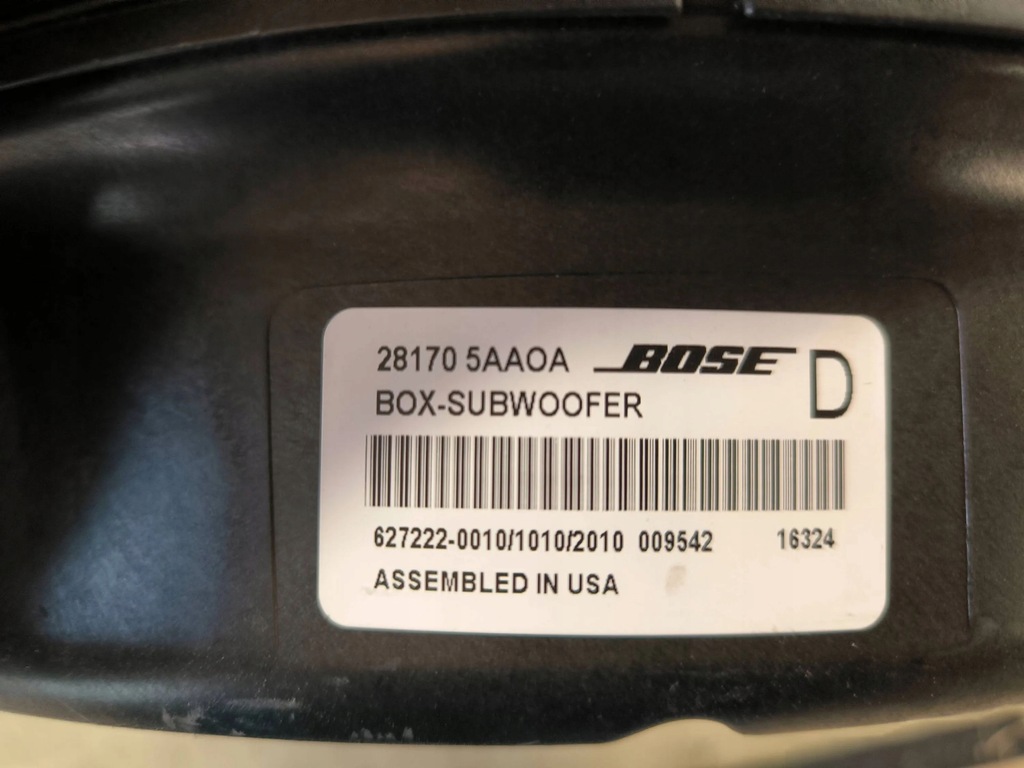 28170 5AAOA BOSE D
BOX-SUBWOOFER
627222-0010/1010/2010 009542 16324
ASSEMBLED IN USA